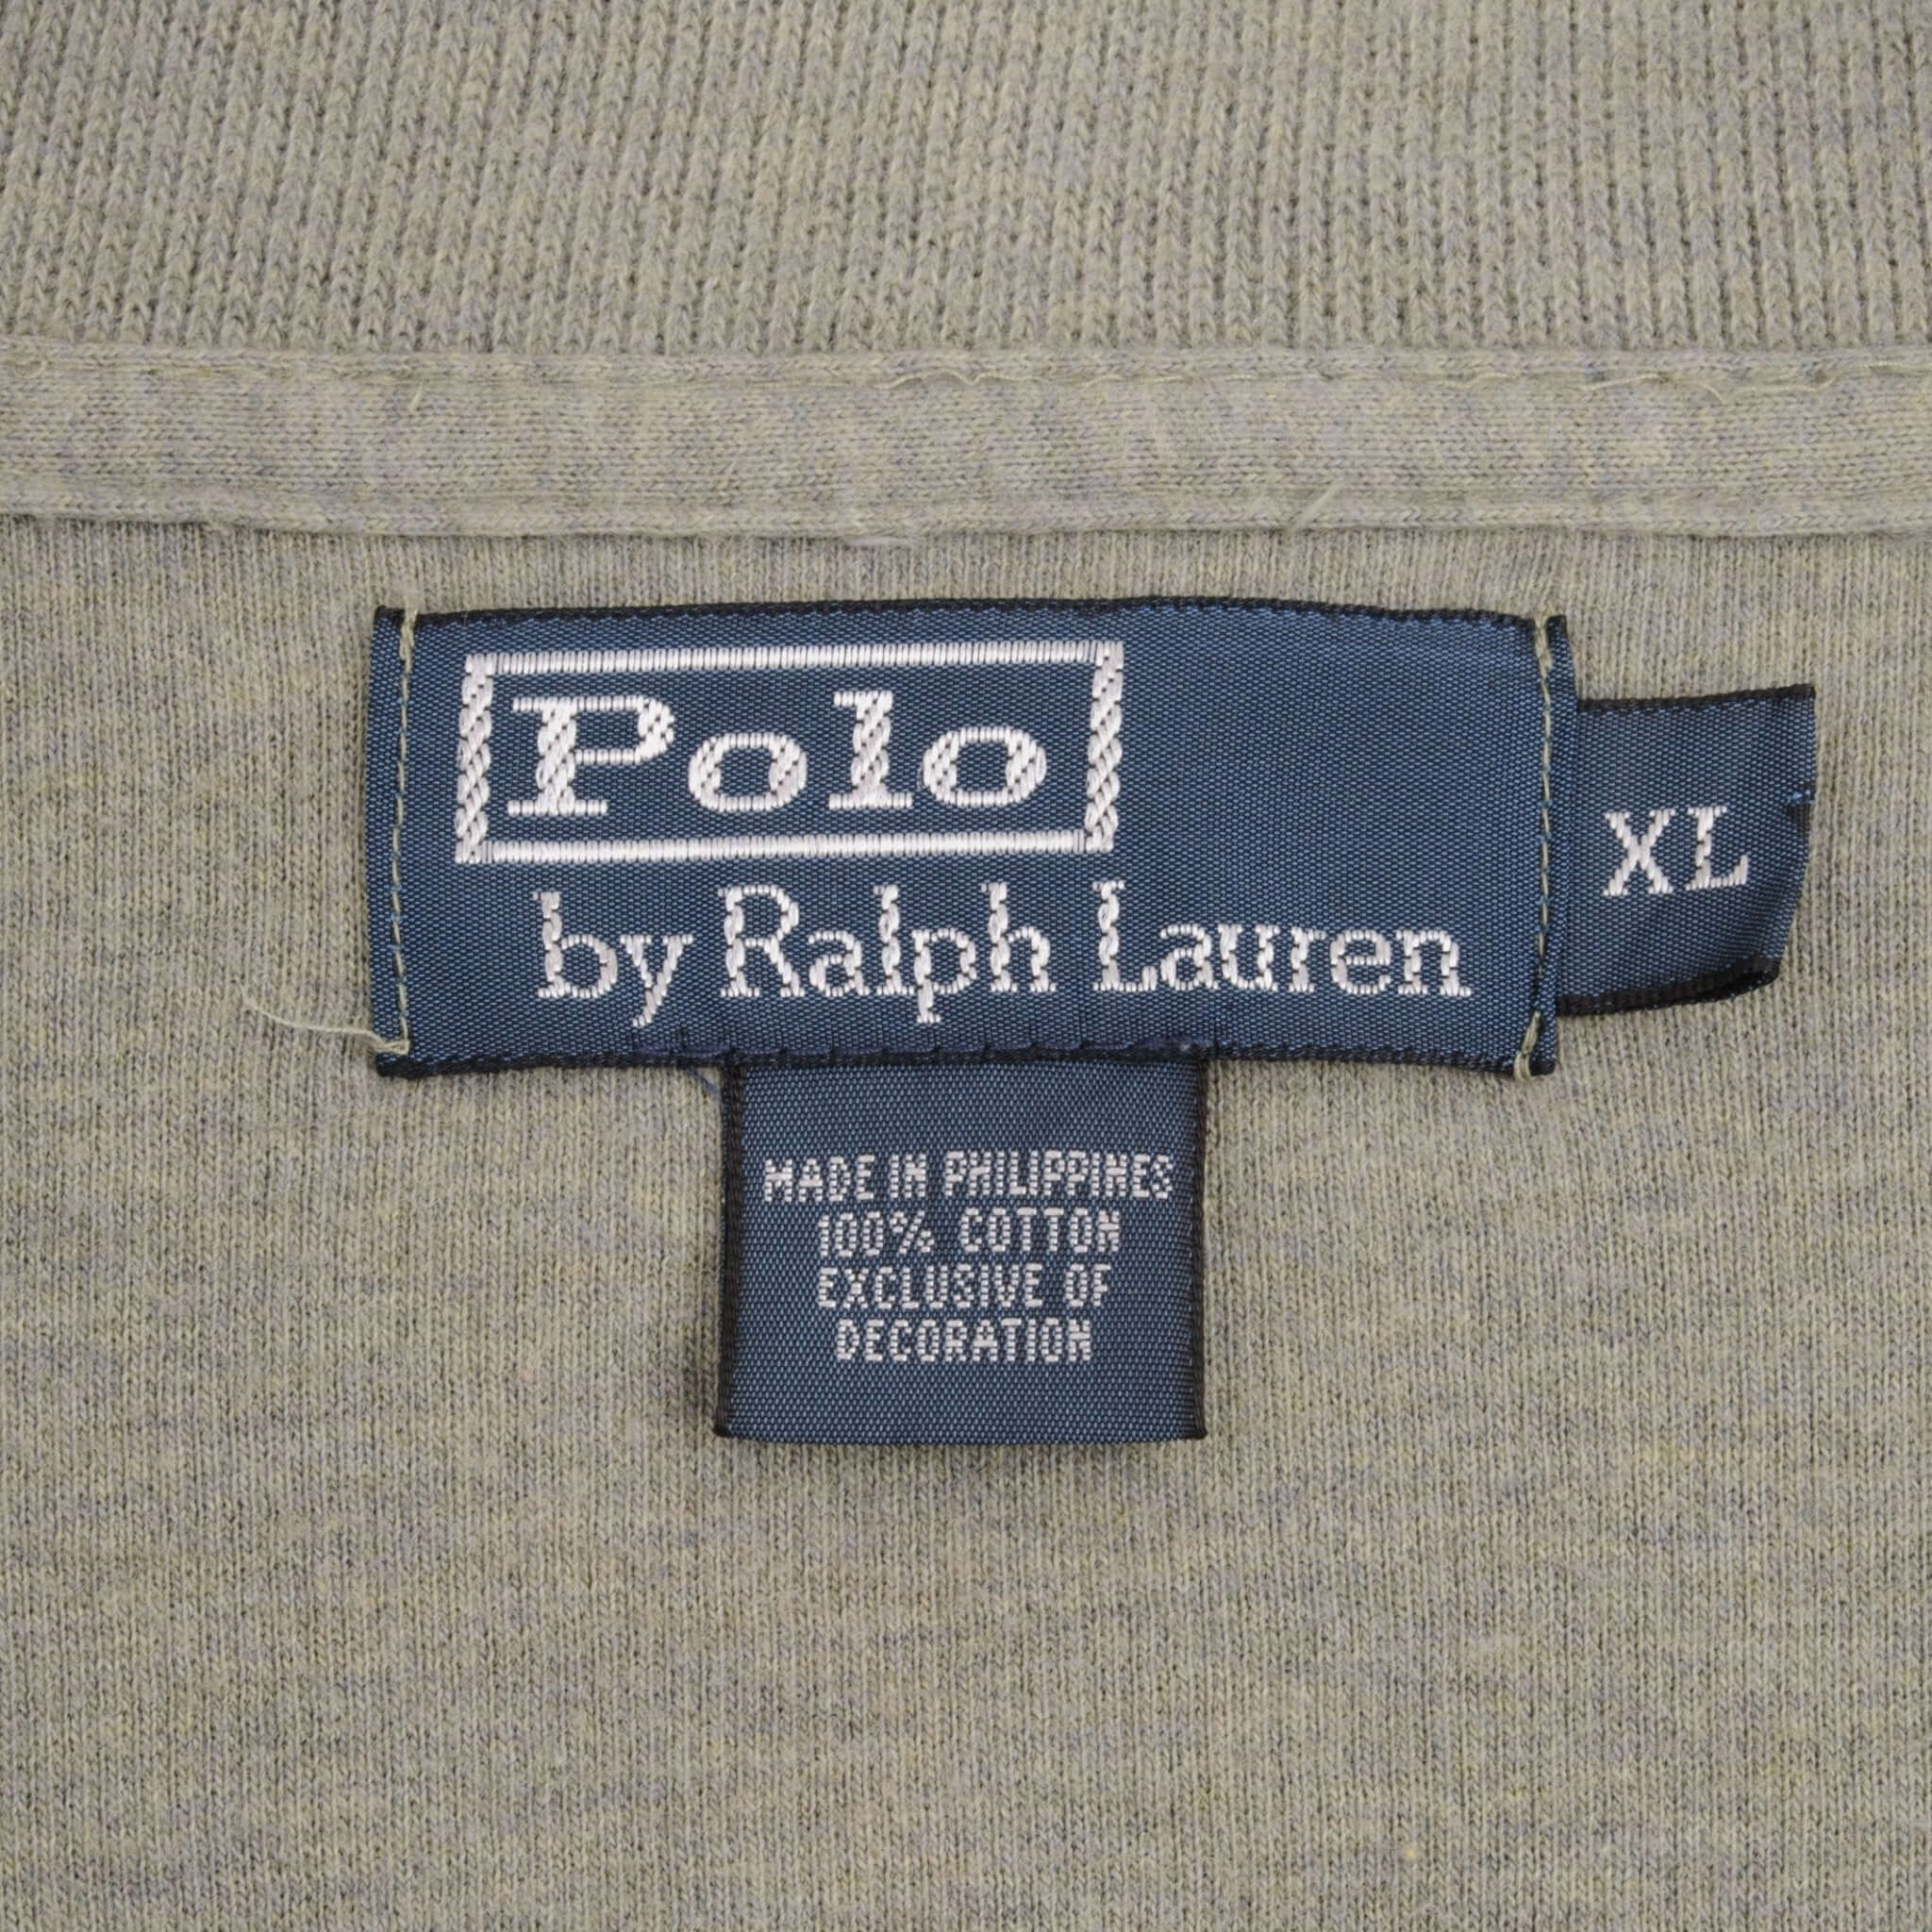 Polo
by Ralph Lauren
XL
MADE IN PHILIPPINES
100% COTTON
EXCLUSIVE OF
DECORATION